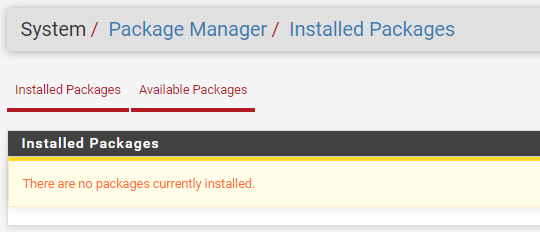 System / Package Manager / Installed Packages
Installed Packages Available Packages
Installed Packages
There are no packages currently installed.